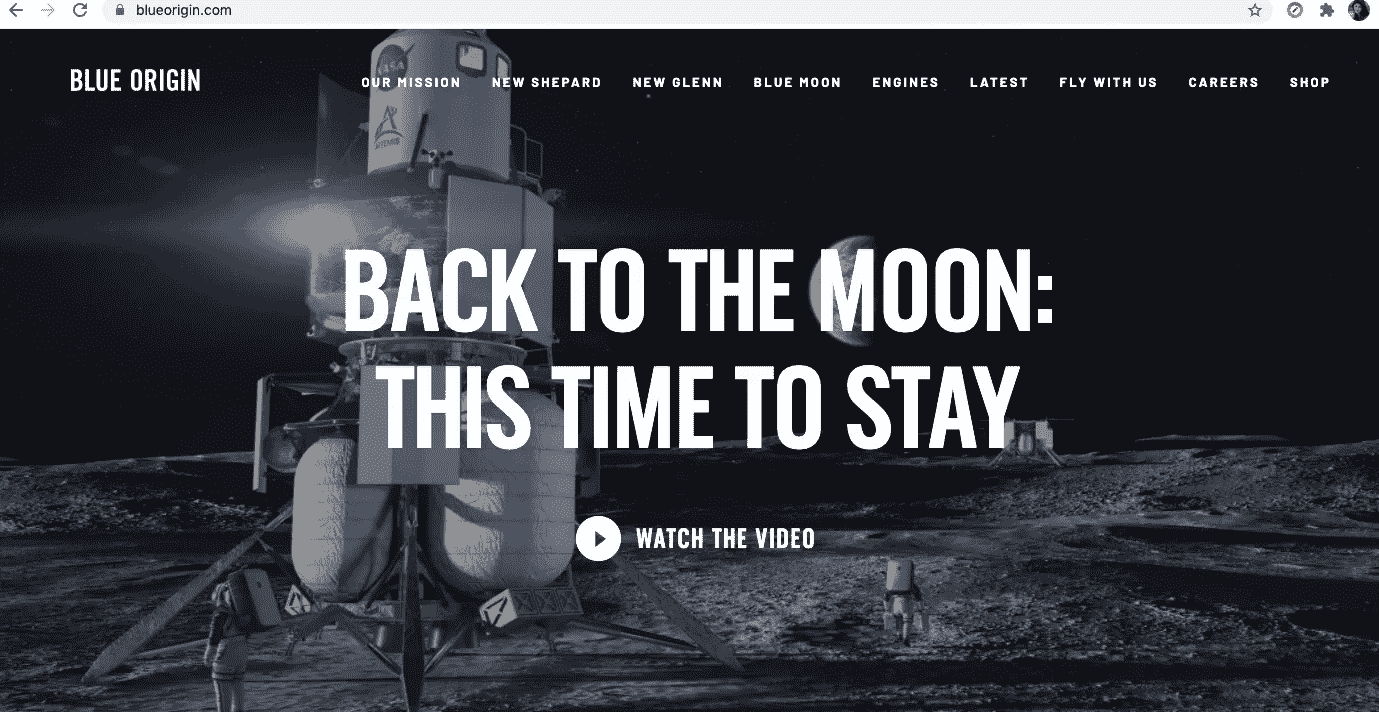 blueorigin.com
BLUE ORIGIN
OUR MISSION NEW SHEPARD NEW GLENN BLUE MOON ENGINES LATEST FLY WITH US CAREERS SHOP
NASA
ARTEMIS
BACK TO THE MOON:
THIS TIME TO STAY
WATCH THE VIDEO